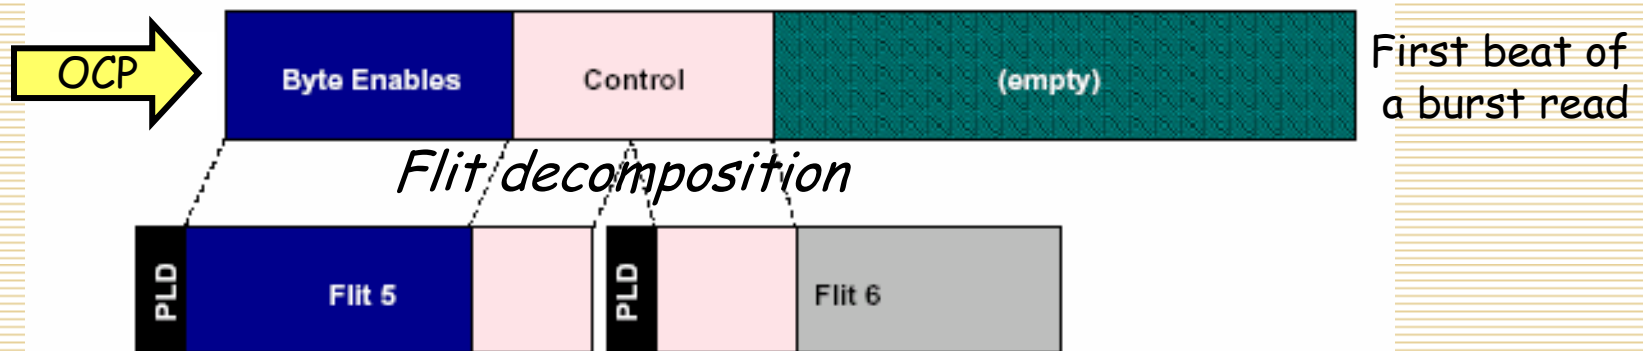 OCP
Byte Enables
Control
(empty)
First beat of
a burst read
Flit decomposition
PLD
Flit 5
PLD
Flit 6